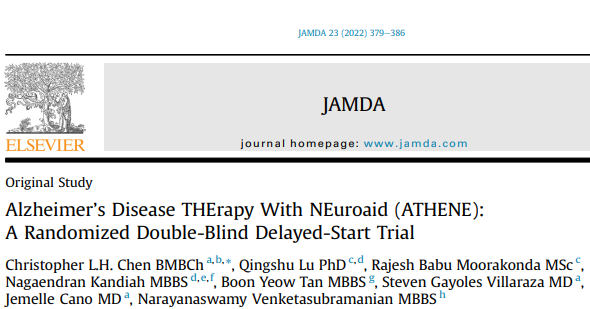 JAMDA 23 (2022) 379–386
JAMDA
journal homepage: www.jamda.com
ELSEVIER
Original Study
Alzheimer's Disease THErapy With NEuroaid (ATHENE):
A Randomized Double-Blind Delayed-Start Trial
Christopher L.H. Chen BMBCh a,b,*, Qingshu Lu PhD c,d, Rajesh Babu Moorakonda MSc c,
Nagaendran Kandiah MBBS d,e,f, Boon Yeow Tan MBBS g, Steven Gayoles Villaraza MD a,
Jemelle Cano MD a, Narayanaswamy Venketasubramanian MBBS h